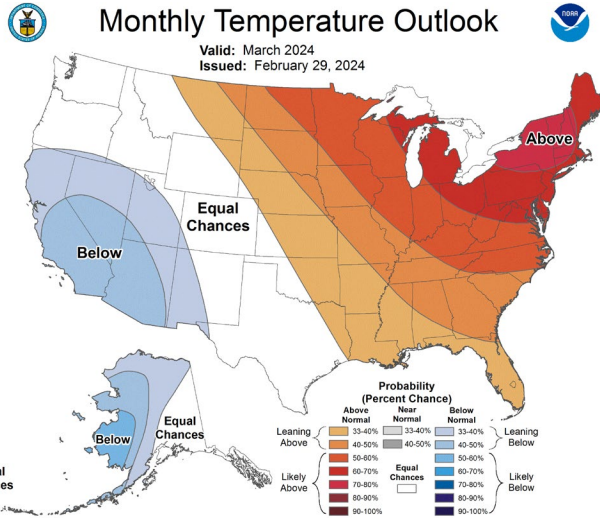 Monthly Temperature Outlook
NOAA
Valid: March 2024
Issued: February 29, 2024
Above
Equal
Chances
Below
Below
Equal
Chances
Probability
(Percent Chance)
Above
Normal
Near
Normal
Below
Normal
Leaning
Above
33-40%
40-50%
33-40%
40-50%
33-40%
40-50%
Leaning
Below
Likely
Above
50-60%
60-70%
70-80%
80-90%
90-100%
Equal
Chances
50-60%
60-70%
70-80%
80-90%
90-100%
Likely
Below
al
es